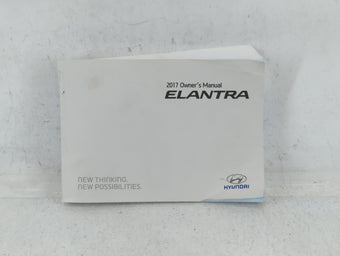 2017 Owner's Manual
ELANTRA
NEW THINKING.
NEW POSSIBILITIES.
HYUNDAI